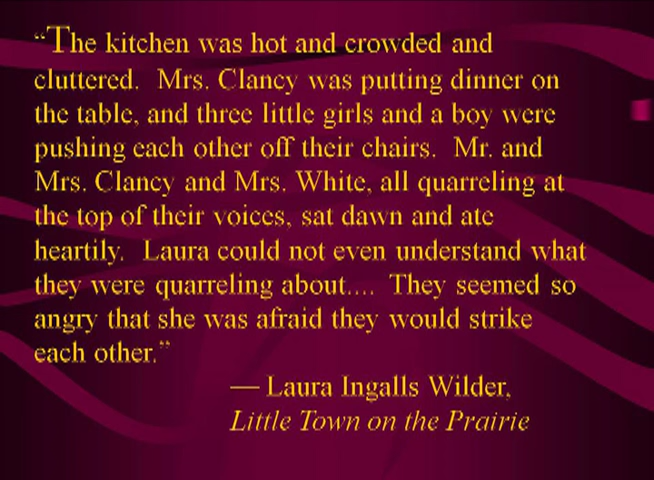 “The kitchen was hot and crowded and
cluttered. Mrs. Clancy was putting dinner on
the table, and three little girls and a boy were
pushing each other off their chairs. Mr. and
Mrs. Clancy and Mrs. White, all quarreling at
the top of their voices, sat dawn and ate
heartily. Laura could not even understand what
they were quarreling about.... They seemed so
angry that she was afraid they would strike
each other.”
— Laura Ingalls Wilder,
Little Town on the Prairie